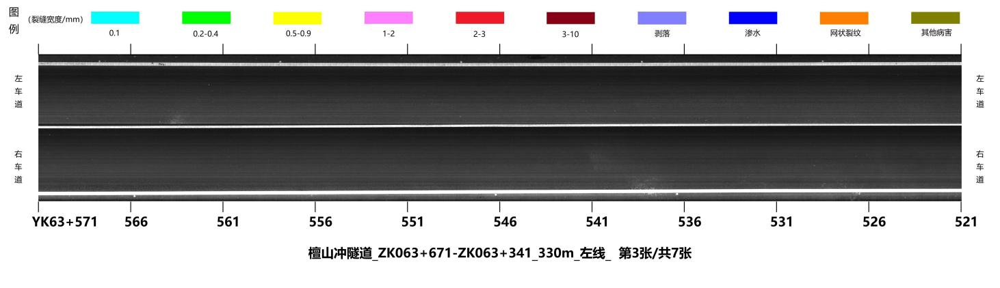 图例
(裂缝宽度/mm)
0.1 0.2-0.4 0.5-0.9 1-2 2-3 3-10 剥落 渗水 网状裂纹 其他病害
左车道 左车道
右车道 右车道
YK63+571 566 561 556 551 546 541 536 531 526 521
檀山冲隧道_ZK063+671-ZK063+341_330m_左线_ 第3张/共7张